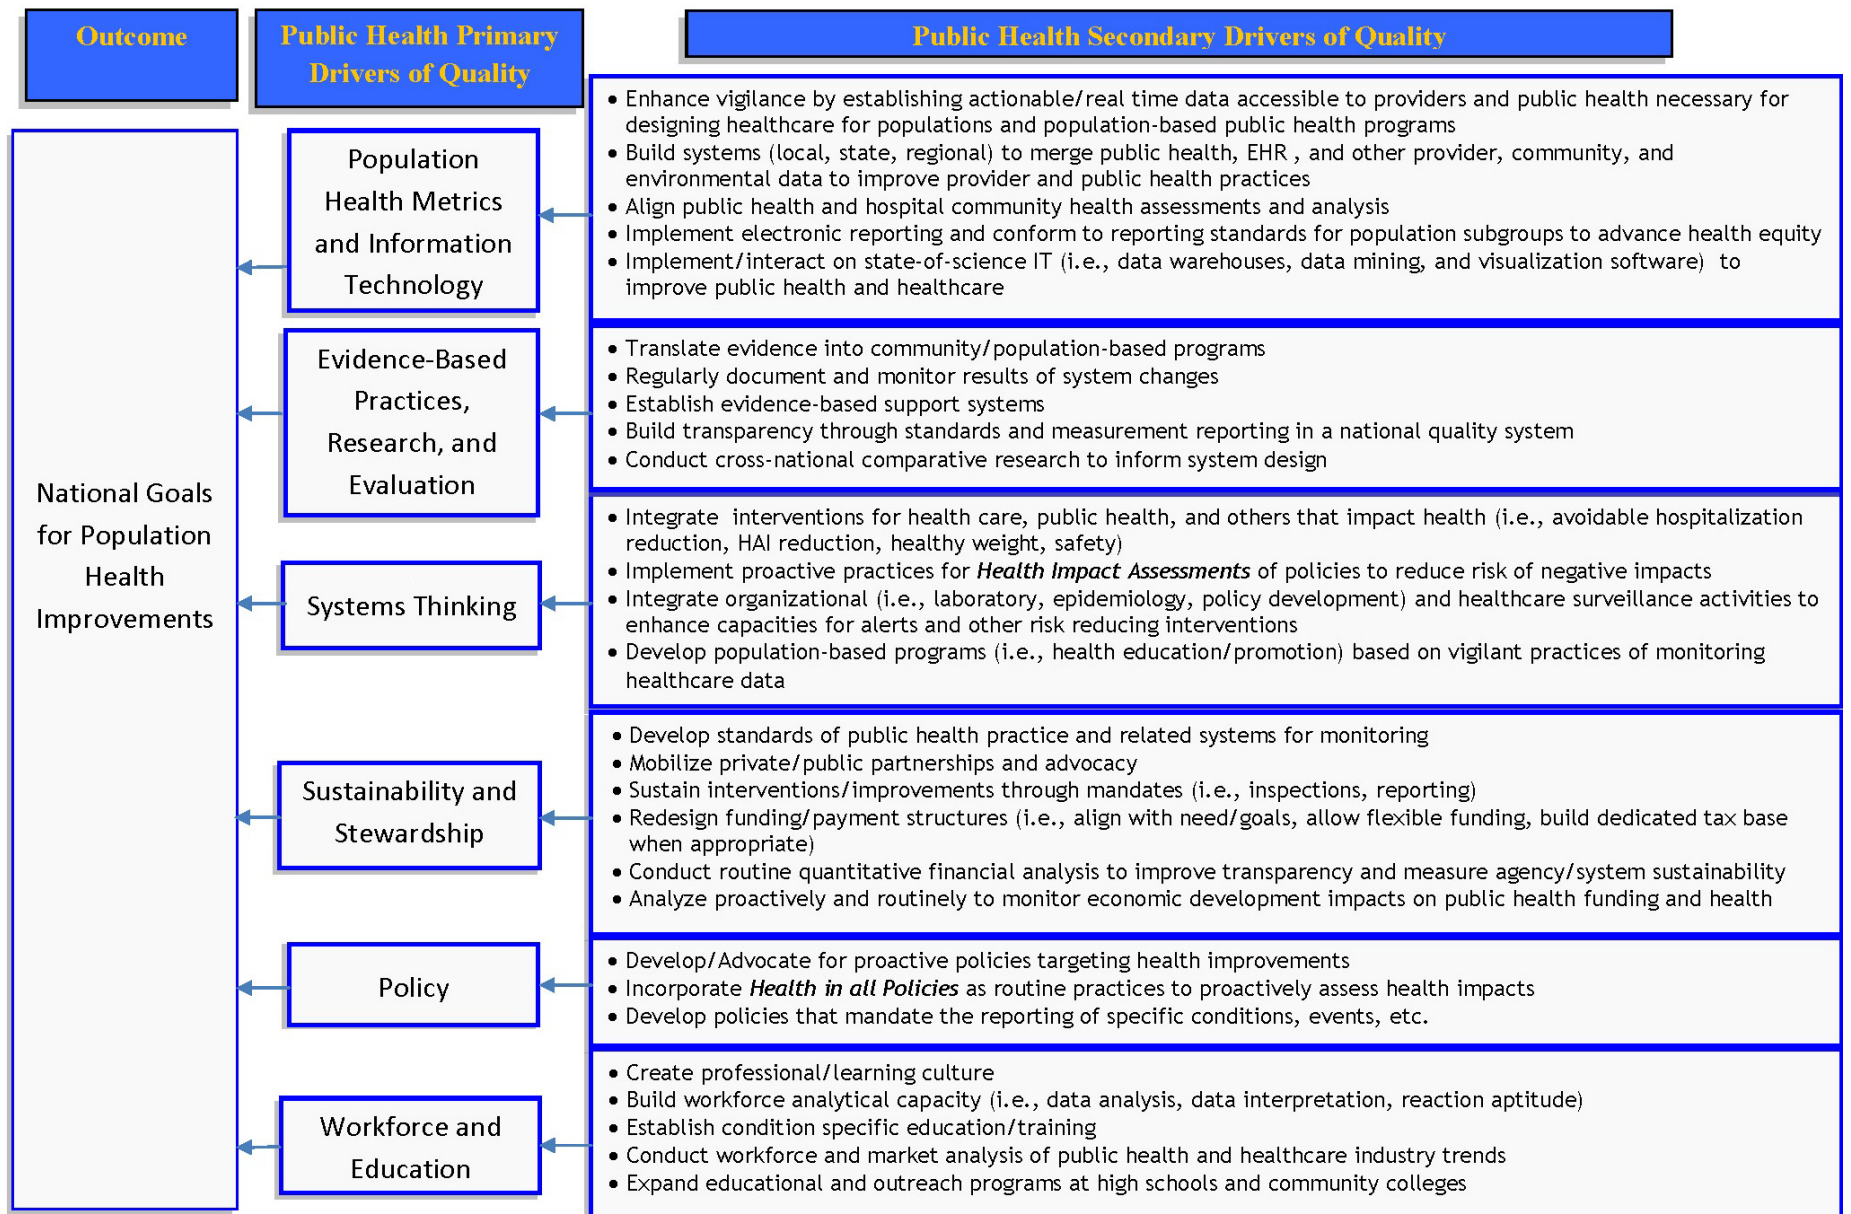 Outcome
Public Health Primary
Drivers of Quality
Public Health Secondary Drivers of Quality
National Goals
for Population
Health
Improvements
Population
Health Metrics
and Information
Technology
• Enhance vigilance by establishing actionable/real time data accessible to providers and public health necessary for
designing healthcare for populations and population-based public health programs
• Build systems (local, state, regional) to merge public health, EHR , and other provider, community, and
environmental data to improve provider and public health practices
• Align public health and hospital community health assessments and analysis
• Implement electronic reporting and conform to reporting standards for population subgroups to advance health equity
• Implement/interact on state-of-science IT (i.e., data warehouses, data mining, and visualization software) to
improve public health and healthcare
Evidence-Based
Practices,
Research, and
Evaluation
• Translate evidence into community/population-based programs
• Regularly document and monitor results of system changes
• Establish evidence-based support systems
• Build transparency through standards and measurement reporting in a national quality system
• Conduct cross-national comparative research to inform system design
Systems Thinking
• Integrate interventions for health care, public health, and others that impact health (i.e., avoidable hospitalization
reduction, HAI reduction, healthy weight, safety)
• Implement proactive practices for Health Impact Assessments of policies to reduce risk of negative impacts
• Integrate organizational (i.e., laboratory, epidemiology, policy development) and healthcare surveillance activities to
enhance capacities for alerts and other risk reducing interventions
• Develop population-based programs (i.e., health education/promotion) based on vigilant practices of monitoring
healthcare data
Sustainability and
Stewardship
• Develop standards of public health practice and related systems for monitoring
• Mobilize private/public partnerships and advocacy
• Sustain interventions/improvements through mandates (i.e., inspections, reporting)
• Redesign funding/payment structures (i.e., align with need/goals, allow flexible funding, build dedicated tax base
when appropriate)
• Conduct routine quantitative financial analysis to improve transparency and measure agency/system sustainability
• Analyze proactively and routinely to monitor economic development impacts on public health funding and health
Policy
• Develop/Advocate for proactive policies targeting health improvements
• Incorporate Health in all Policies as routine practices to proactively assess health impacts
• Develop policies that mandate the reporting of specific conditions, events, etc.
Workforce and
Education
• Create professional/learning culture
• Build workforce analytical capacity (i.e., data analysis, data interpretation, reaction aptitude)
• Establish condition specific education/training
• Conduct workforce and market analysis of public health and healthcare industry trends
• Expand educational and outreach programs at high schools and community colleges